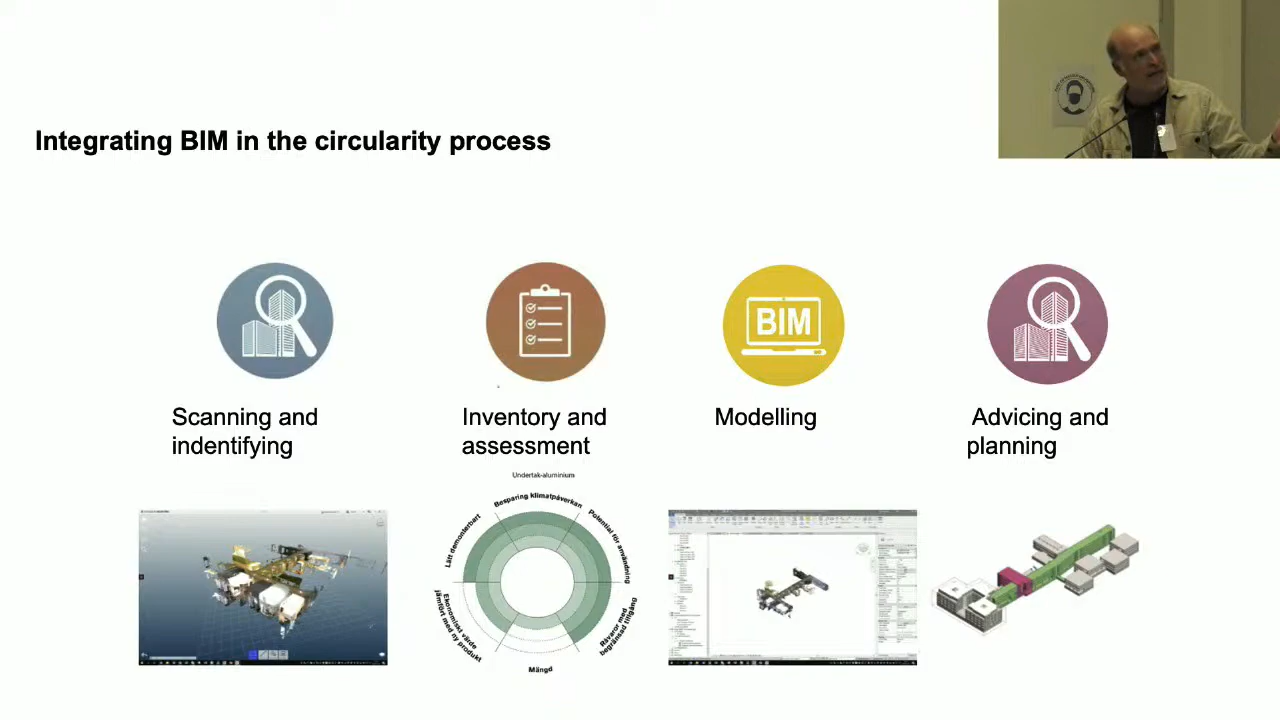 Integrating BIM in the circularity process
BIM
Scanning and
indentifying
Inventory and
assessment
Modelling
Advicing and
planning
Undertak-aluminium
Besparing klimatpåverkan
Potential för användning
Råvaror med
begränsad tillgång
Mängd
Ekonomiskt värde
jämfört med ny produkt
Lätt demonterbart